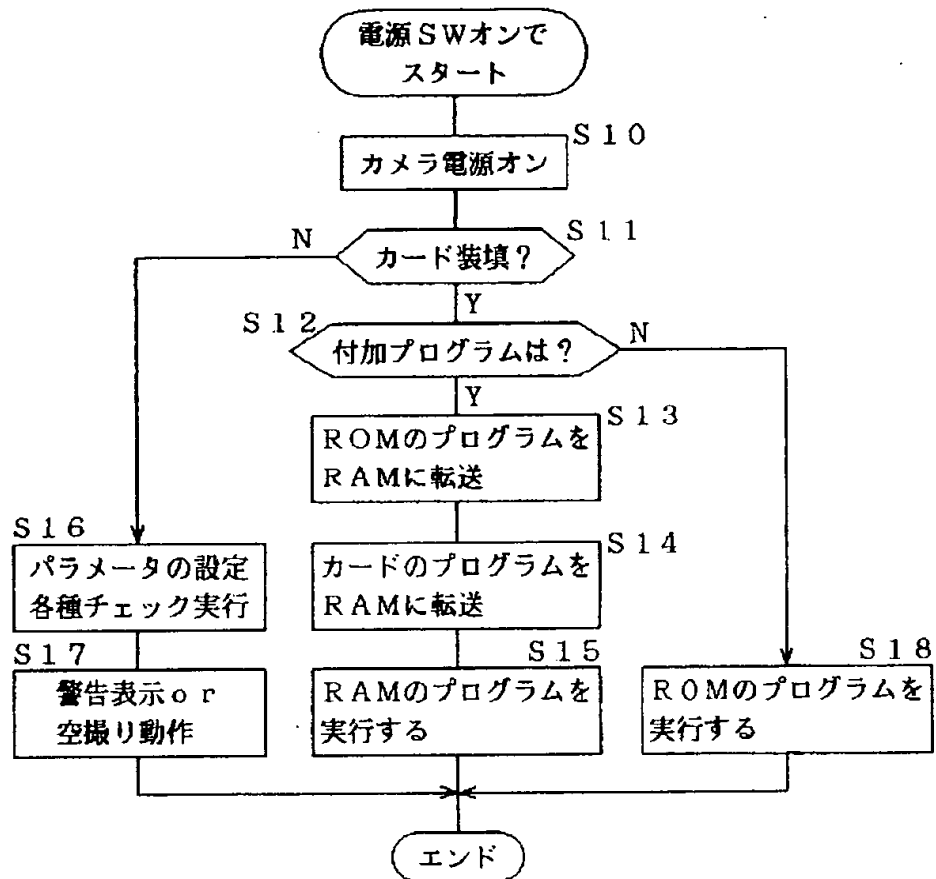 電源SWオンで
スタート
S10
カメラ電源オン
S11
カード装填?
N
Y
S12
付加プログラムは?
N
Y
S13
ROMのプログラムを
RAMに転送
S14
カードのプログラムを
RAMに転送
S15
RAMのプログラムを
実行する
S16
パラメータの設定
各種チェック実行
S17
警告表示or
空撮り動作
S18
ROMのプログラムを
実行する
エンド